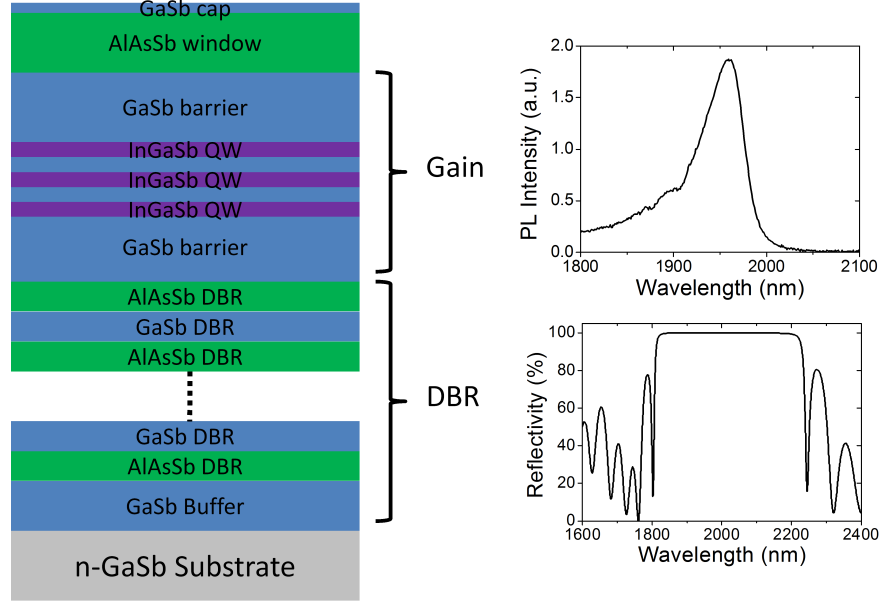 GaSb cap
AlAsSb window
GaSb barrier
InGaSb QW
InGaSb QW
InGaSb QW
GaSb barrier
Gain
AlAsSb DBR
GaSb DBR
AlAsSb DBR
GaSb DBR
AlAsSb DBR
GaSb Buffer
DBR
n-GaSb Substrate
PL Intensity (a.u.)
2.0
1.5
1.0
0.5
0.0
1800 1900 2000 2100
Wavelength (nm)
Reflectivity (%)
100
80
60
40
20
0
1600 1800 2000 2200 2400
Wavelength (nm)